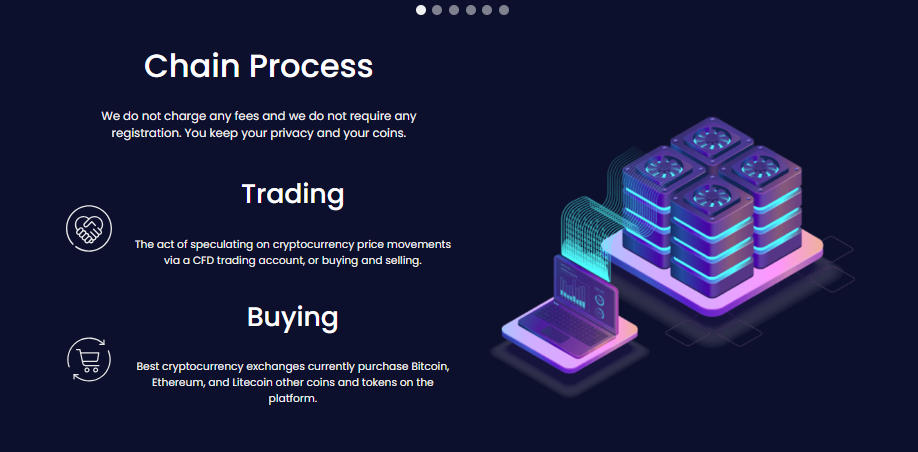 Chain Process
We do not charge any fees and we do not require any
registration. You keep your privacy and your coins.
Trading
The act of speculating on cryptocurrency price movements
via a CFD trading account, or buying and selling.
Buying
Best cryptocurrency exchanges currently purchase Bitcoin,
Ethereum, and Litecoin other coins and tokens on the
platform.